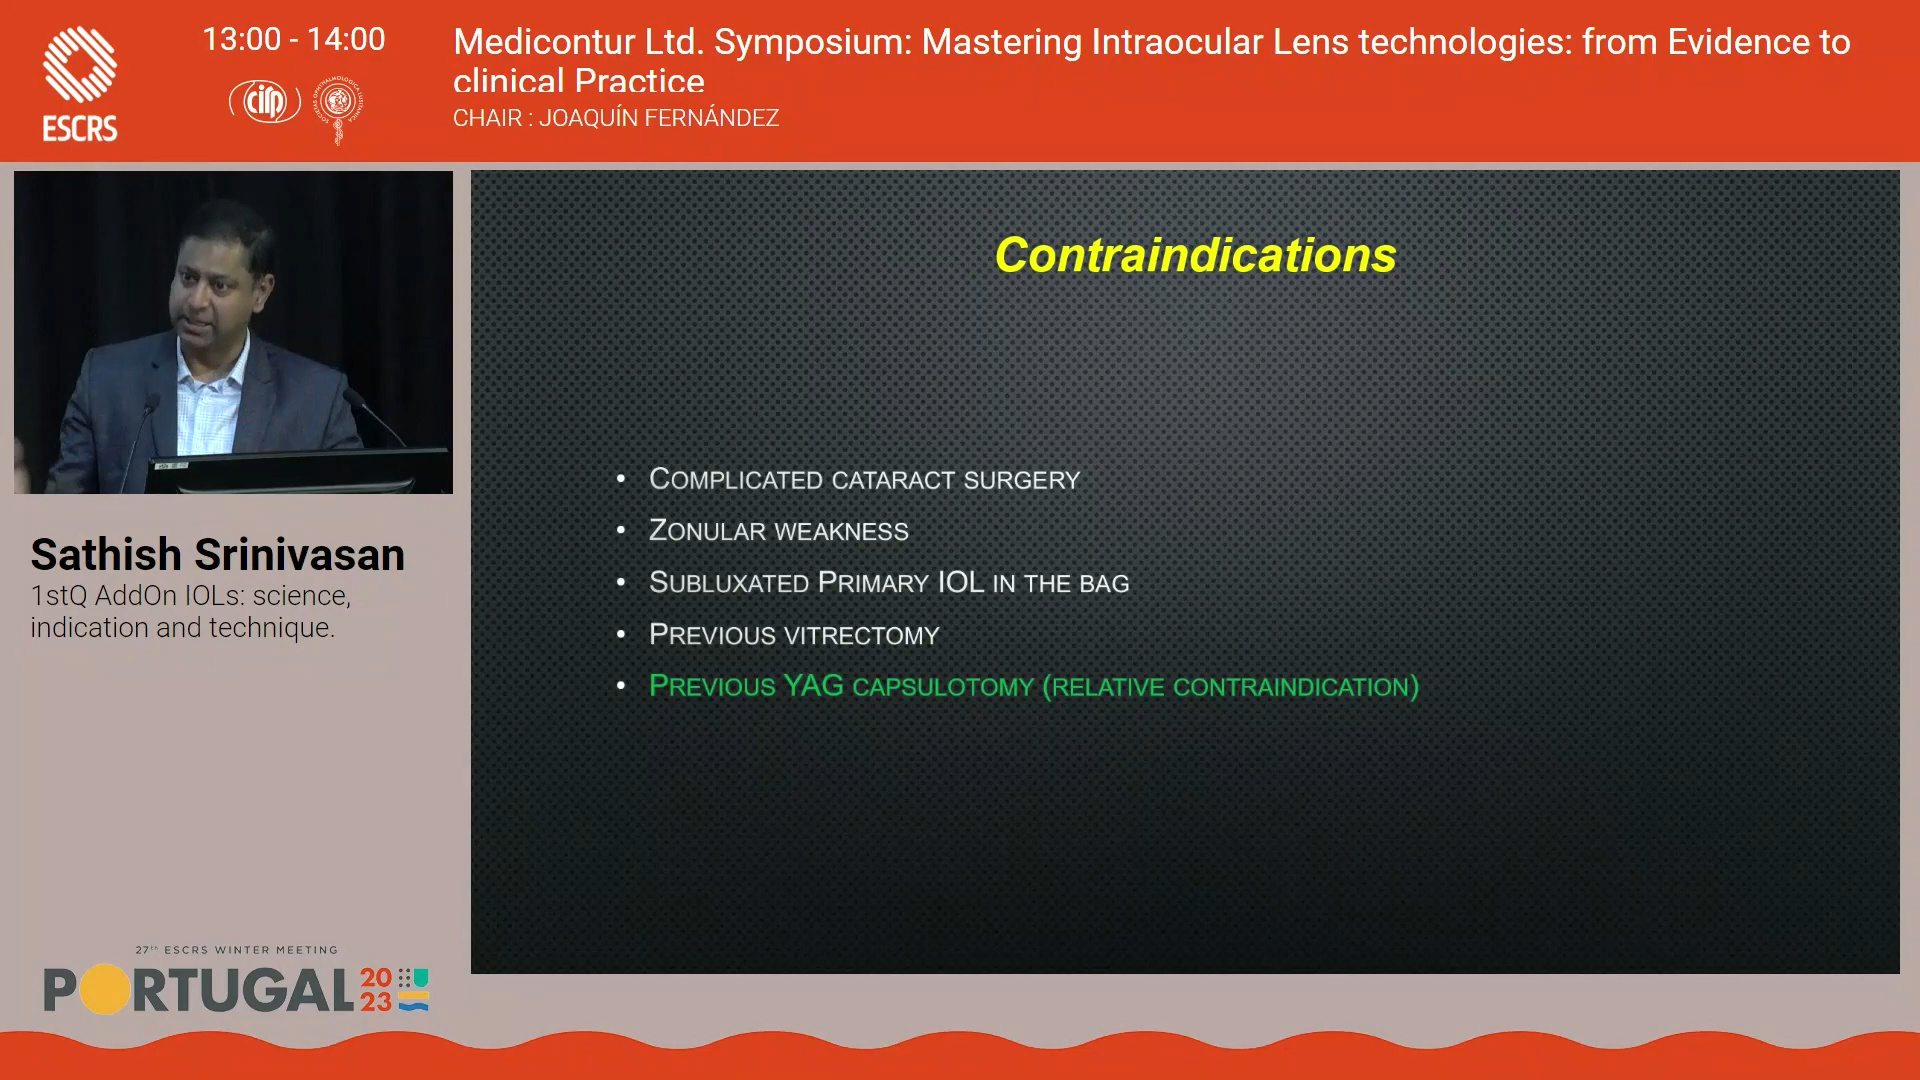 ESCRS
13:00 - 14:00
cirp
Medicontur Ltd. Symposium: Mastering Intraocular Lens technologies: from Evidence to
clinical Practice
CHAIR : JOAQUÍN FERNÁNDEZ
Sathish Srinivasan
1stQ AddOn IOLs: science,
indication and technique.
Contraindications
• COMPLICATED CATARACT SURGERY
• ZONULAR WEAKNESS
• SUBLUXATED PRIMARY IOL IN THE BAG
• PREVIOUS VITRECTOMY
• PREVIOUS YAG CAPSULOTOMY (RELATIVE CONTRAINDICATION)
27TH ESCRS WINTER MEETING
PORTUGAL 2023